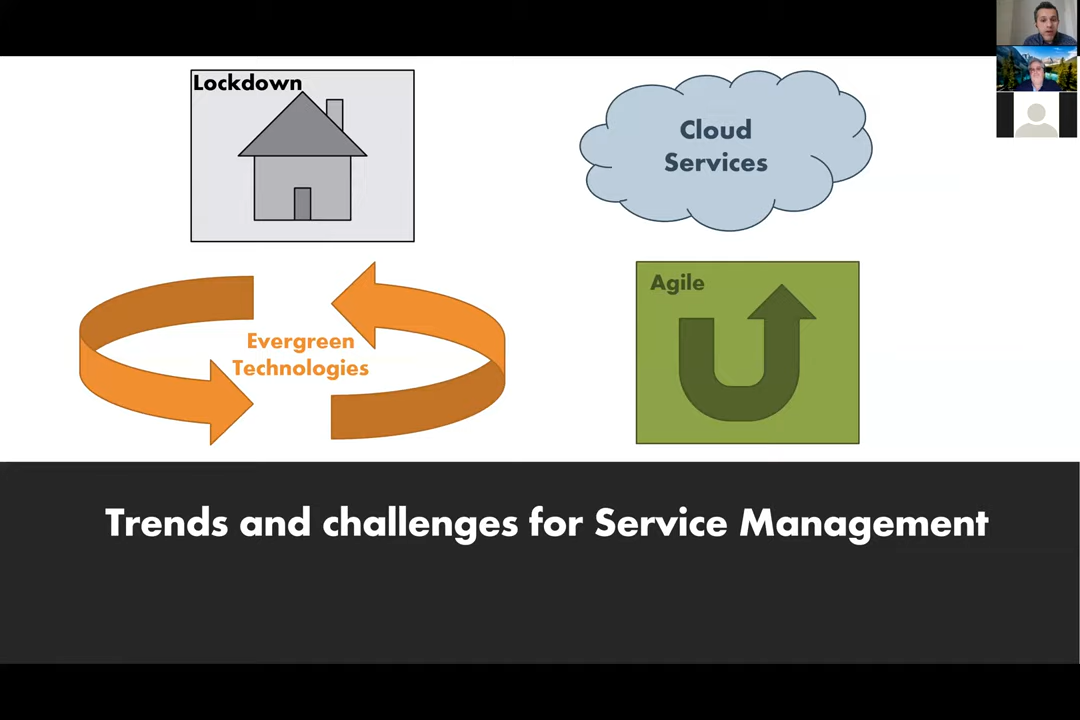 Lockdown
Cloud
Services
Evergreen
Technologies
Agile
Trends and challenges for Service Management